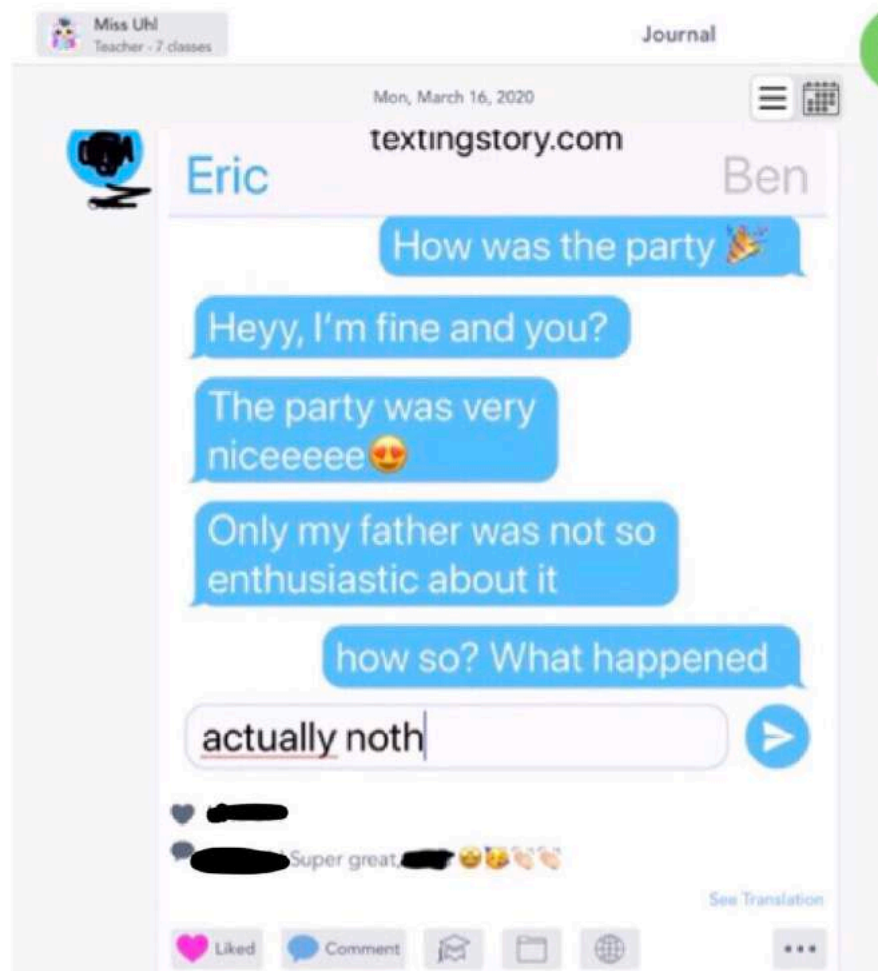 Miss Uhl
Teacher - 7 classes
Journal
Mon, March 16, 2020
textingstory.com
Eric
Ben
How was the party 🎉
Heyy, I'm fine and you?
The party was very
niceeeee😍
Only my father was not so
enthusiastic about it
how so? What happened
actually noth
Super great, 🤩🥳👏🏻👏🏻
See Translation
Liked
Comment